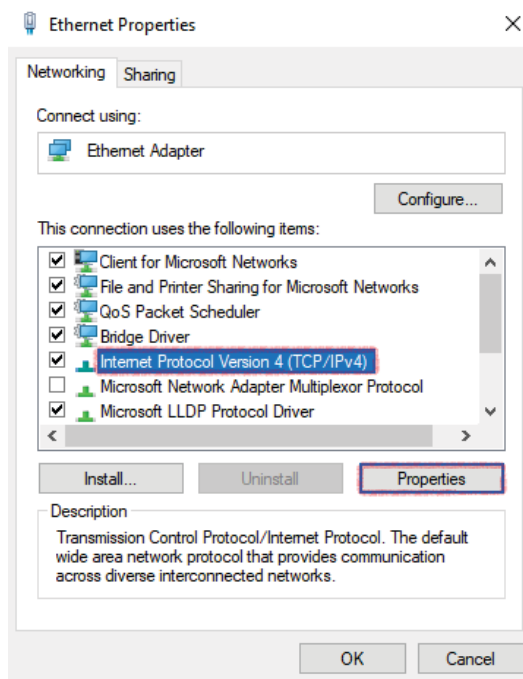 Ethernet Properties
Networking
Sharing
Connect using:
Ethernet Adapter
Configure...
This connection uses the following items:
Client for Microsoft Networks
File and Printer Sharing for Microsoft Networks
QoS Packet Scheduler
Bridge Driver
Internet Protocol Version 4 (TCP/IPv4)
Microsoft Network Adapter Multiplexor Protocol
Microsoft LLDP Protocol Driver
Install...
Uninstall
Properties
Description
Transmission Control Protocol/Internet Protocol. The default
wide area network protocol that provides communication
across diverse interconnected networks.
OK
Cancel